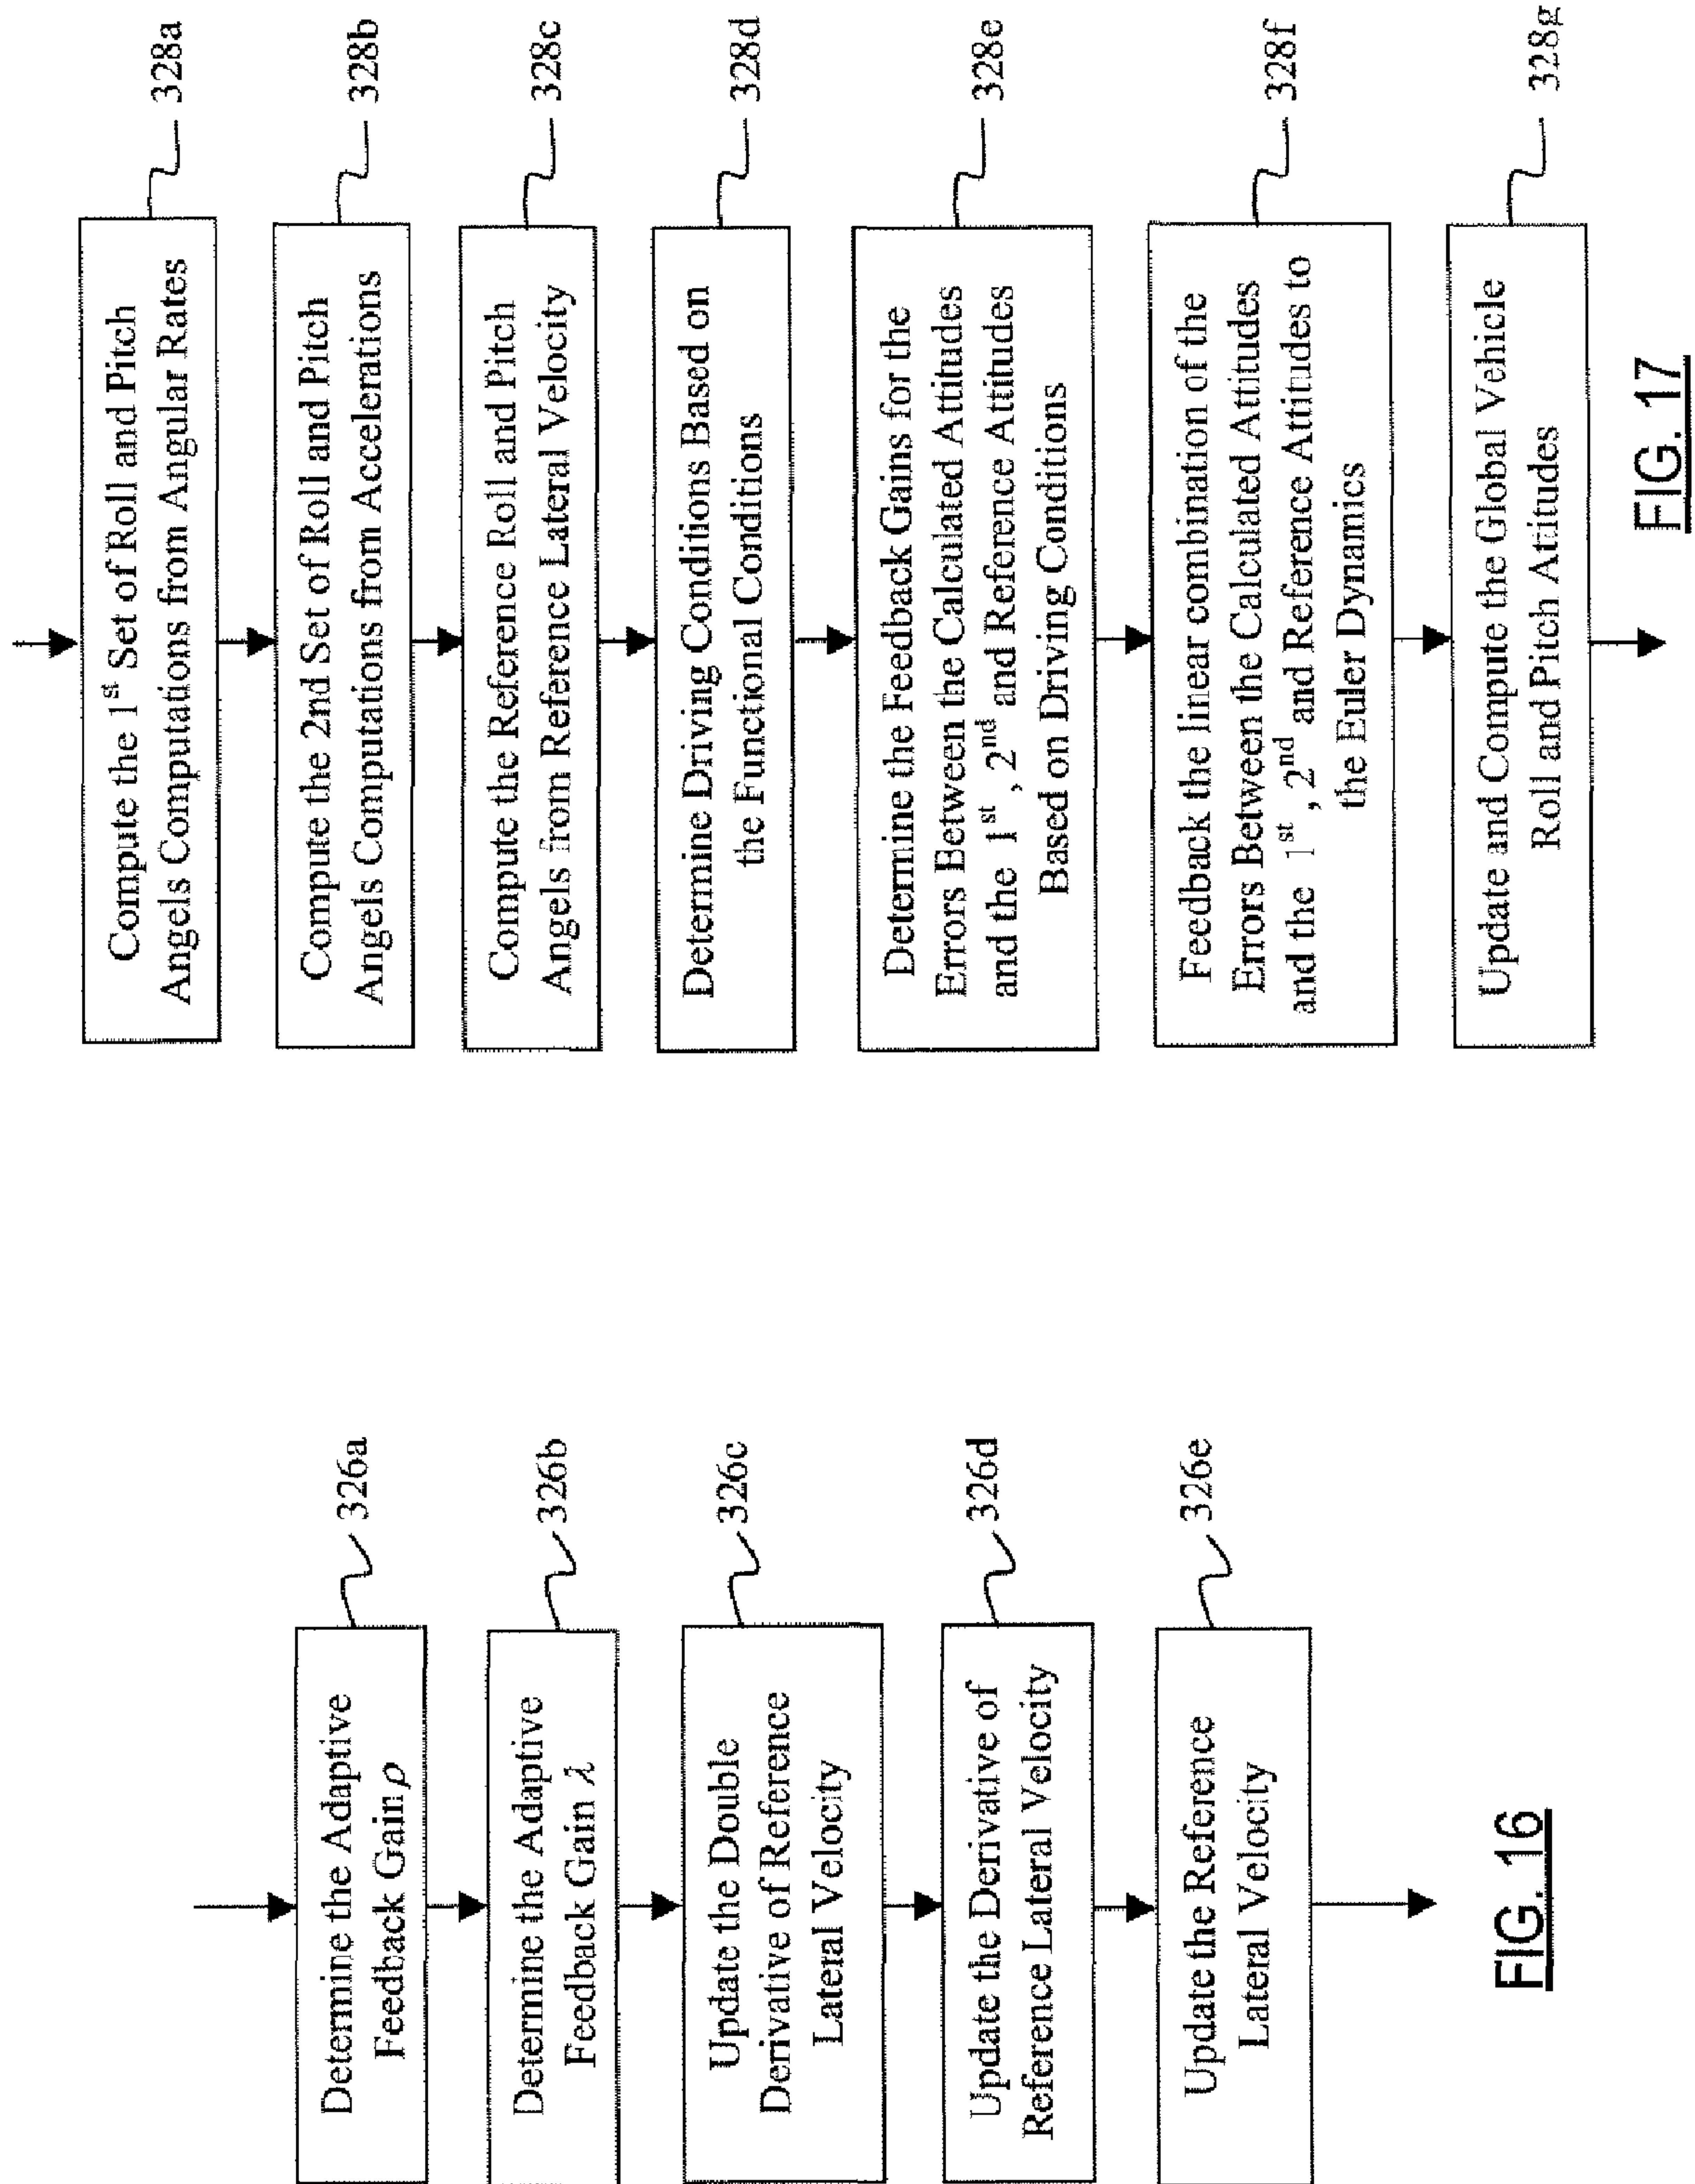 Determine the Adaptive
Feedback Gain ρ
326a
Determine the Adaptive
Feedback Gain λ
326b
Update the Double
Derivative of Reference
Lateral Velocity
326c
Update the Derivative of
Reference Lateral Velocity
326d
Update the Reference
Lateral Velocity
326e
FIG. 16
Compute the 1st Set of Roll and Pitch
Angels Computations from Angular Rates
328a
Compute the 2nd Set of Roll and Pitch
Angels Computations from Accelerations
328b
Compute the Reference Roll and Pitch
Angels from Reference Lateral Velocity
328c
Determine Driving Conditions Based on
the Functional Conditions
328d
Determine the Feedback Gains for the
Errors Between the Calculated Attitudes
and the 1st , 2nd and Reference Attitudes
Based on Driving Conditions
328e
Feedback the linear combination of the
Errors Between the Calculated Attitudes
and the 1st , 2nd and Reference Attitudes to
the Euler Dynamics
328f
Update and Compute the Global Vehicle
Roll and Pitch Attitudes
328g
FIG. 17